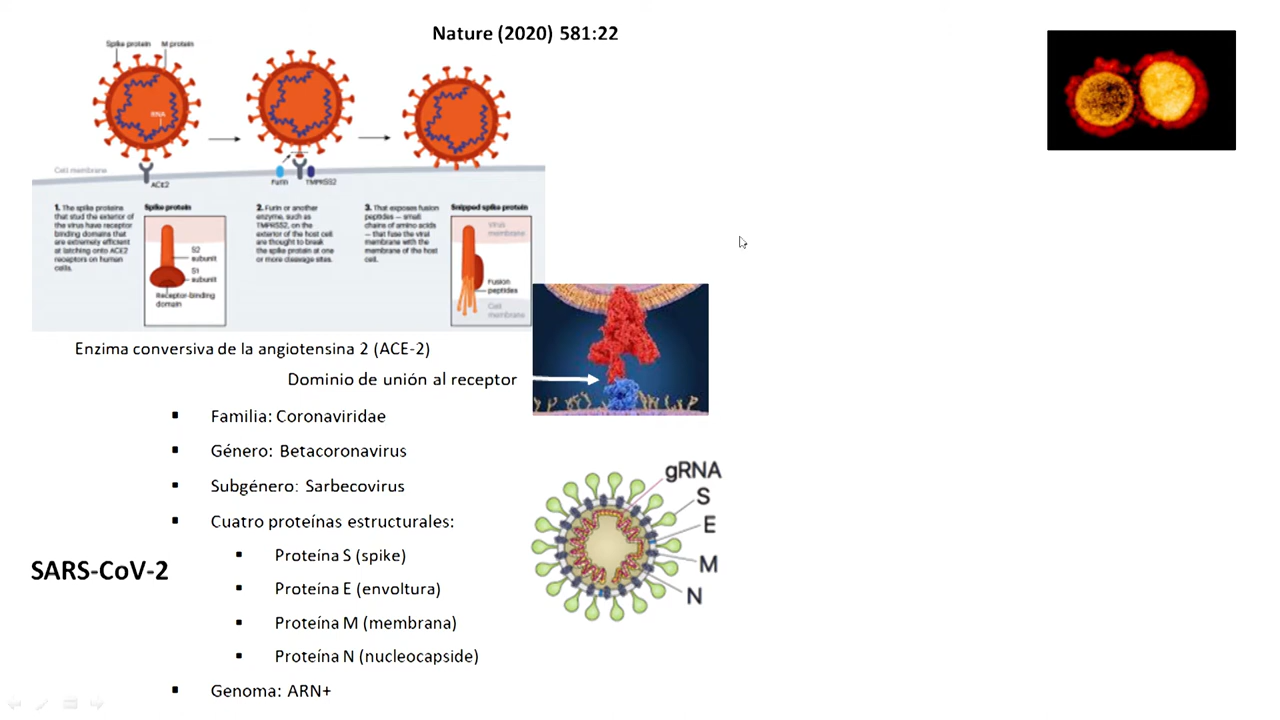 Nature (2020) 581:22
Spike protein
M protein
RNA
Cell membrane
ACE2
Furin
TMPRSS2
1. The spike proteins
that stud the exterior of
the virus have receptor
binding domains that
are extremely efficient
at latching onto ACE2
receptors on human
cells.
Spike protein
S2
subunit
S1
subunit
Receptor-binding
domain
2. Furin or another
enzyme, such as
TMPRSS2, on the
exterior of the host cell
are thought to break
the spike protein at one
or more cleavage sites.
3. That exposes fusion
peptides — small
chains of amino acids
— that fuse the viral
membrane with the
membrane of the host
cell.
Snipped spike protein
Viral
membrane
Fusion
peptides
Cell
membrane
Enzima conversiva de la angiotensina 2 (ACE-2)
Dominio de unión al receptor
▪ Familia: Coronaviridae
▪ Género: Betacoronavirus
▪ Subgénero: Sarbecovirus
▪ Cuatro proteínas estructurales:
▪ Proteína S (spike)
▪ Proteína E (envoltura)
▪ Proteína M (membrana)
▪ Proteína N (nucleocapside)
▪ Genoma: ARN+
SARS-CoV-2
gRNA
S
E
M
N